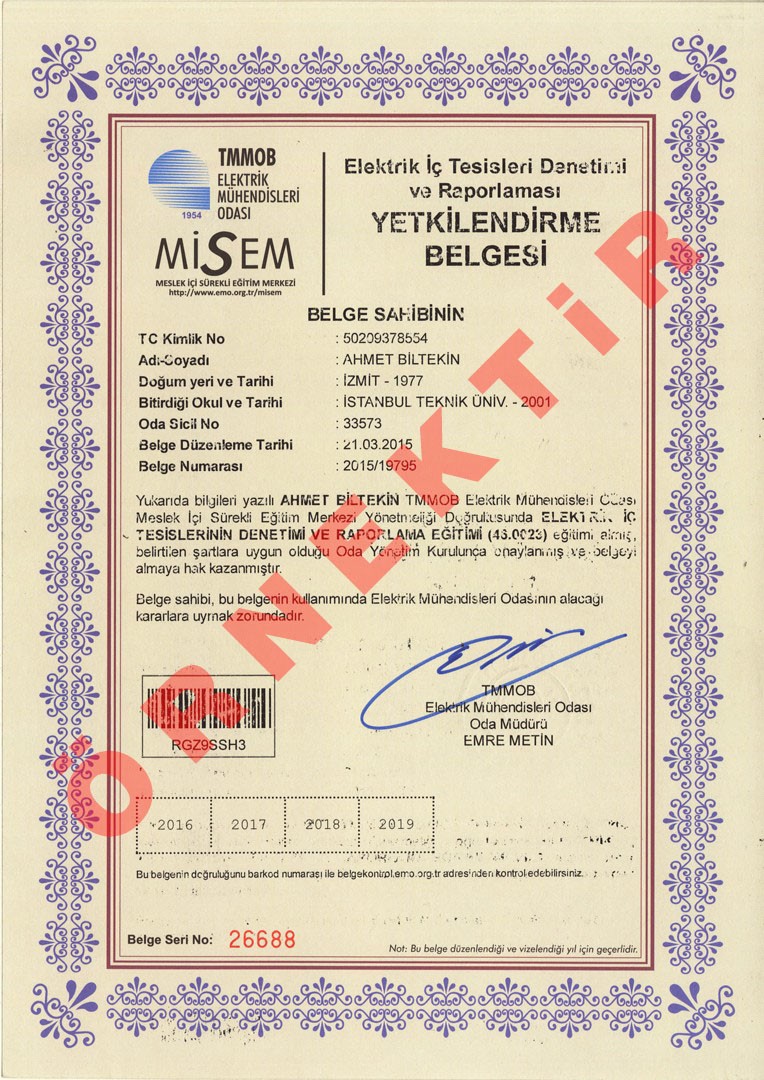 TMMOB
ELEKTRİK
MÜHENDİSLERİ
ODASI
1954
MİSEM
MESLEK İÇİ SÜREKLİ EĞİTİM MERKEZİ
http://www.emo.org.tr/misem
Elektrik İç Tesisleri Denetimi
ve Raporlaması
YETKİLENDİRME
BELGESİ
BELGE SAHİBİNİN
TC Kimlik No : 50209378554
Adı-Soyadı : AHMET BİLTEKİN
Doğum yeri ve Tarihi : İZMİT - 1977
Bitirdiği Okul ve Tarihi : İSTANBUL TEKNİK ÜNİV. - 2001
Oda Sicil No : 33573
Belge Düzenleme Tarihi : 21.03.2015
Belge Numarası : 2015/19795
Yukarıda bilgileri yazılı AHMET BİLTEKİN TMMOB Elektrik Mühendisleri Odası
Meslek İçi Sürekli Eğitim Merkezi Yönetmeliği Doğrultusunda ELEKTRİK İÇ
TESİSLERİNİN DENETİMİ VE RAPORLAMA EĞİTİMİ (46.0023) eğitimi almış,
belirtilen şartlara uygun olduğu Oda Yönetim Kurulunca onaylanmış ve belgeyi
almaya hak kazanmıştır.
Belge sahibi, bu belgenin kullanımında Elektrik Mühendisleri Odasının alacağı
kararlara uymak zorundadır.
TMMOB
Elektrik Mühendisleri Odası
Oda Müdürü
EMRE METİN
RGZ9SSH3
2016 2017 2018 2019
Bu belgenin doğruluğunu barkod numarası ile belgekontrol.emo.org.tr adresinden kontrol edebilirsiniz.
Belge Seri No: 26688
Not: Bu belge düzenlendiği ve vizelendiği yıl için geçerlidir.
ÖRNEKTİR